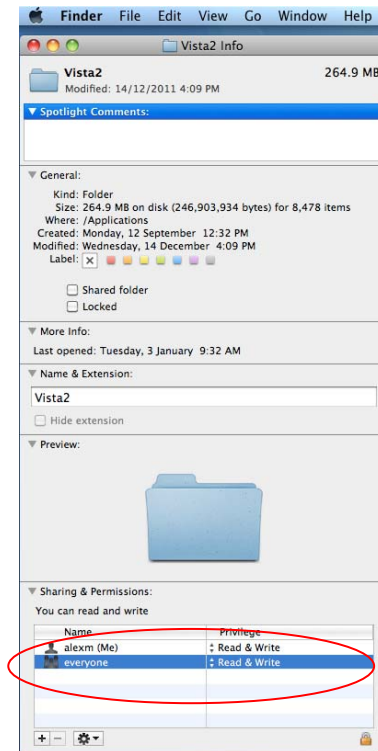 Finder File Edit View Go Window Help
Vista2 Info
Vista2 264.9 MB
Modified: 14/12/2011 4:09 PM
Spotlight Comments:
General:
Kind: Folder
Size: 264.9 MB on disk (246,903,934 bytes) for 8,478 items
Where: /Applications
Created: Monday, 12 September 12:32 PM
Modified: Wednesday, 14 December 4:09 PM
Label:
Shared folder
Locked
More Info:
Last opened: Tuesday, 3 January 9:32 AM
Name & Extension:
Vista2
Hide extension
Preview:
Sharing & Permissions:
You can read and write
Name Privilege
alexm (Me) Read & Write
everyone Read & Write